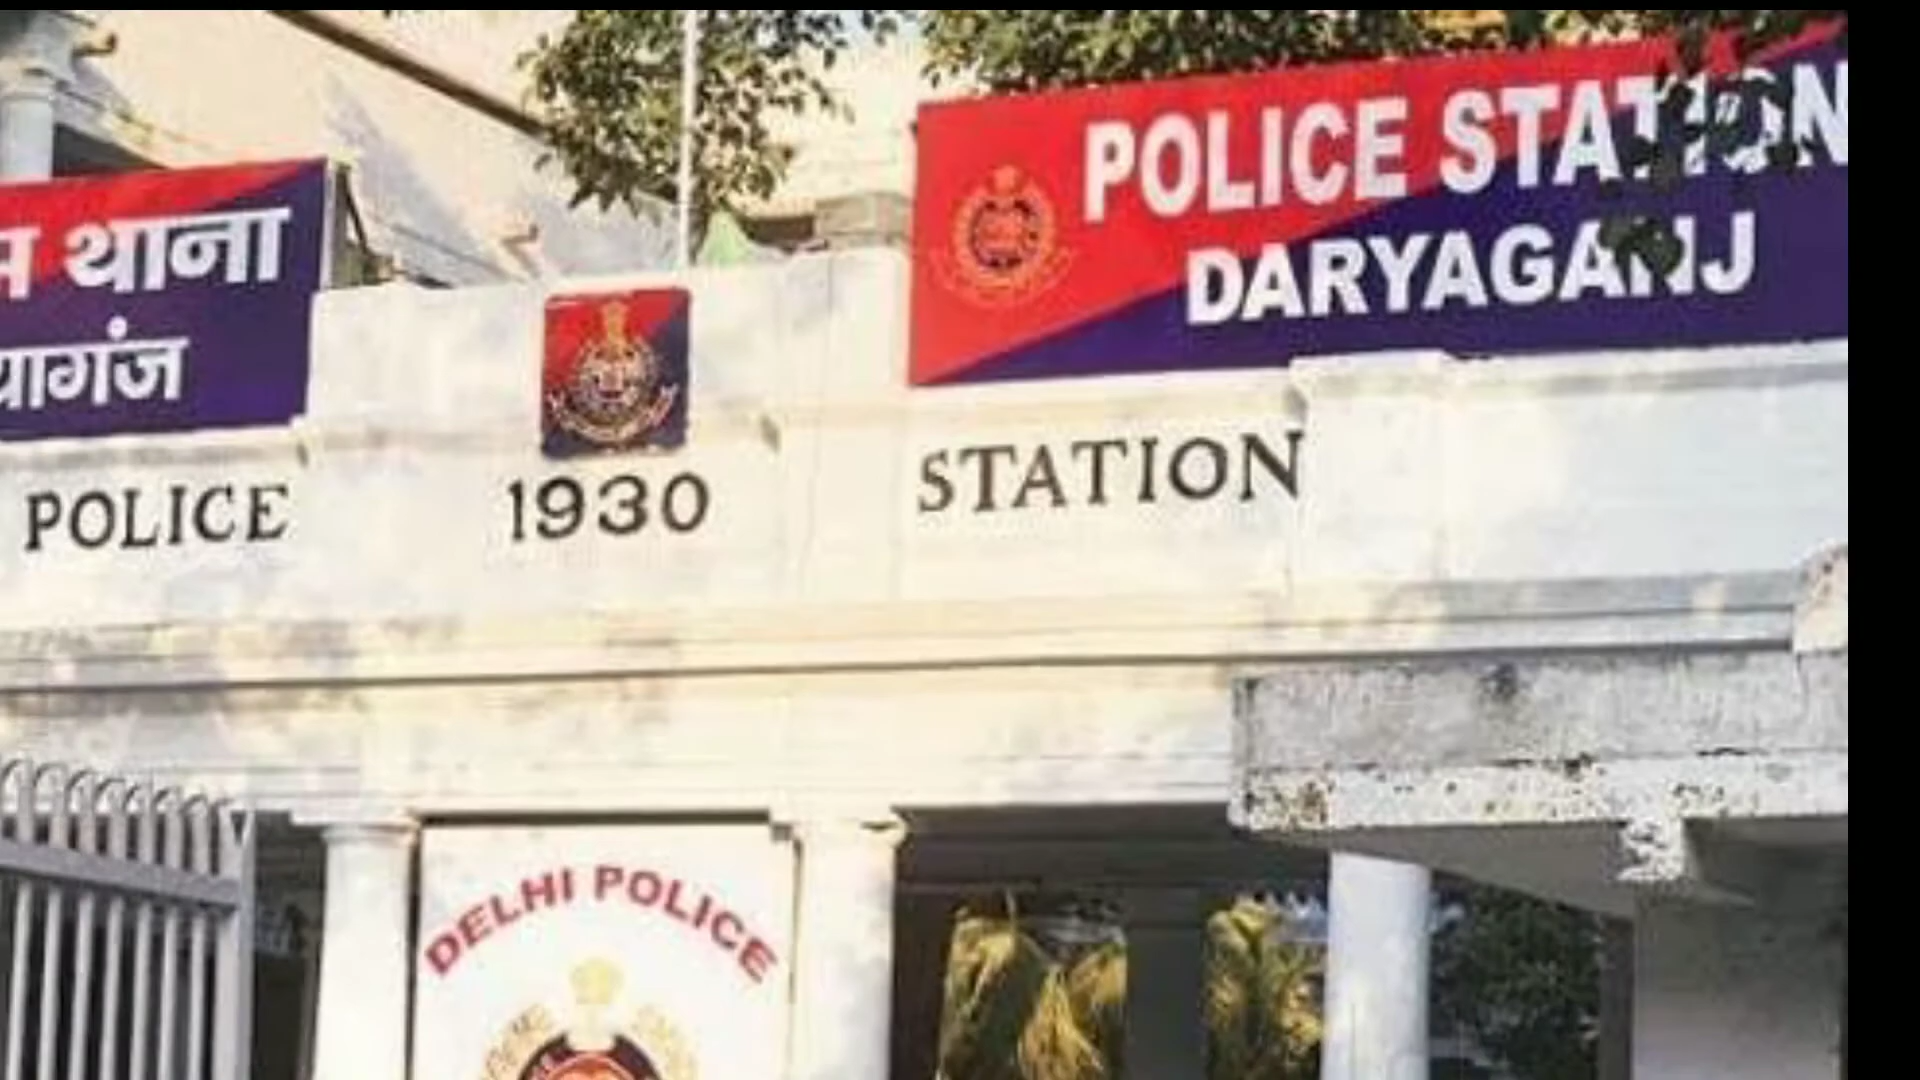 थाना
POLICE STATION
DARYAGANJ
POLICE 1930 STATION
DELHI POLICE